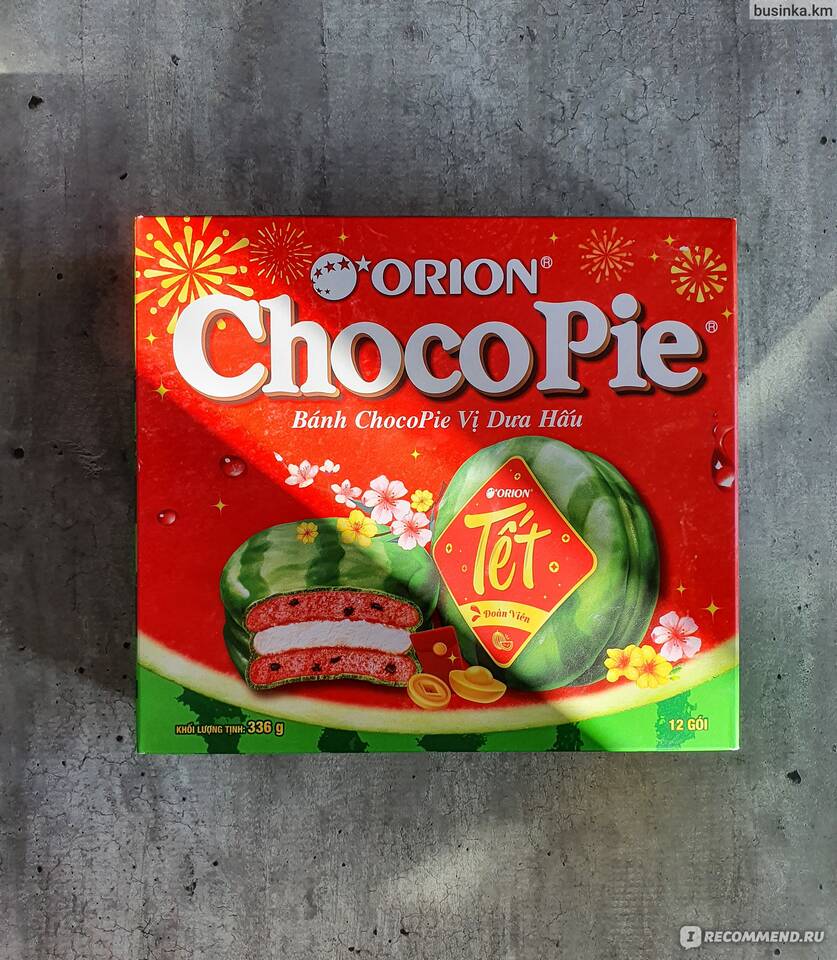 businka.km
ORION®
ChocoPie®
Bánh ChocoPie Vị Dưa Hấu
ORION
Tết
Đoàn Viên
KHỐI LƯỢNG TỊNH: 336 g
12 GÓI
IRECOMMEND.RU